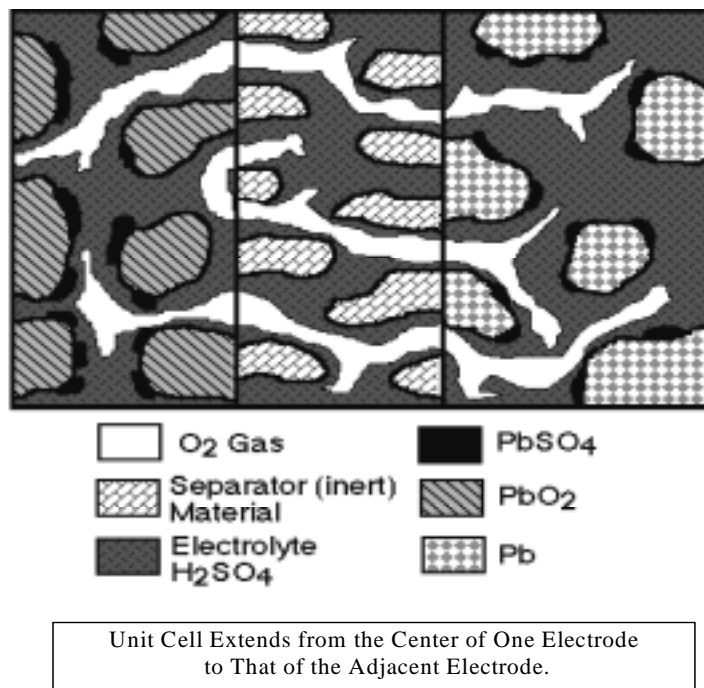 O2 Gas
Separator (inert)
Material
Electrolyte
H2SO4
PbSO4
PbO2
Pb
Unit Cell Extends from the Center of One Electrode
to That of the Adjacent Electrode.